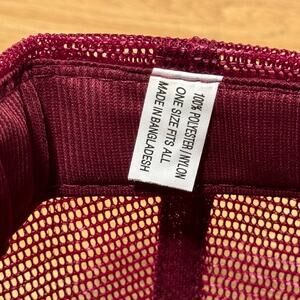 100% POLYESTER / NYLON
ONE SIZE FITS ALL
MADE IN BANGLADESH